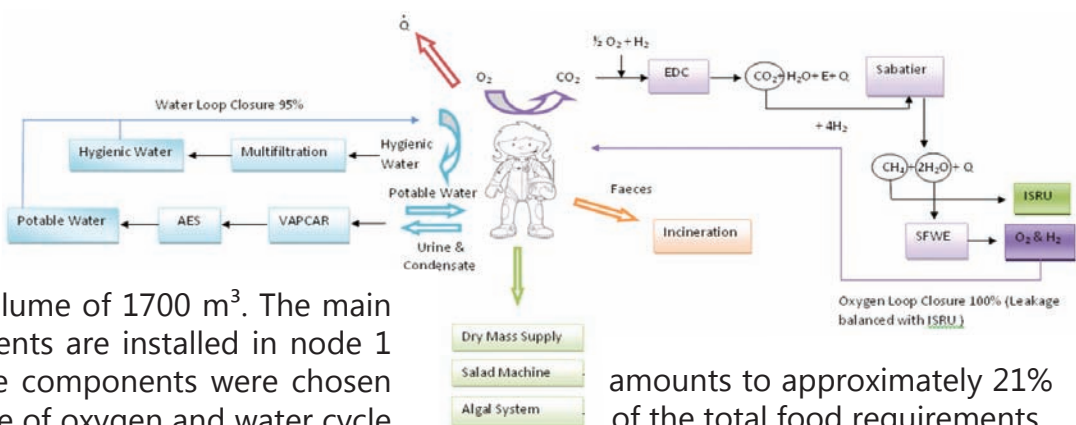 Q̇
½ O₂ + H₂
O₂
CO₂
EDC
CO₂+H₂O+ E+ Q
Sabatier
+ 4H₂
Water Loop Closure 95%
Hygienic Water
Multifiltration
Hygienic
Water
CH₄+2H₂O+ Q
ISRU
Potable Water
Faeces
Potable Water
AES
VAPCAR
Incineration
SFWE
O₂ & H₂
Urine &
Condensate
Oxygen Loop Closure 100% (Leakage
balanced with ISRU )
olume of 1700 m³. The main
ents are installed in node 1
e components were chosen
e of oxygen and water cycle
Dry Mass Supply
Salad Machine
Algal System
amounts to approximately 21%
of the total food requirements